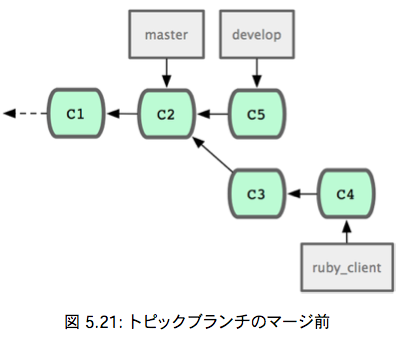 master
develop
C1
C2
C5
C3
C4
ruby_client
図 5.21: トピックブランチのマージ前